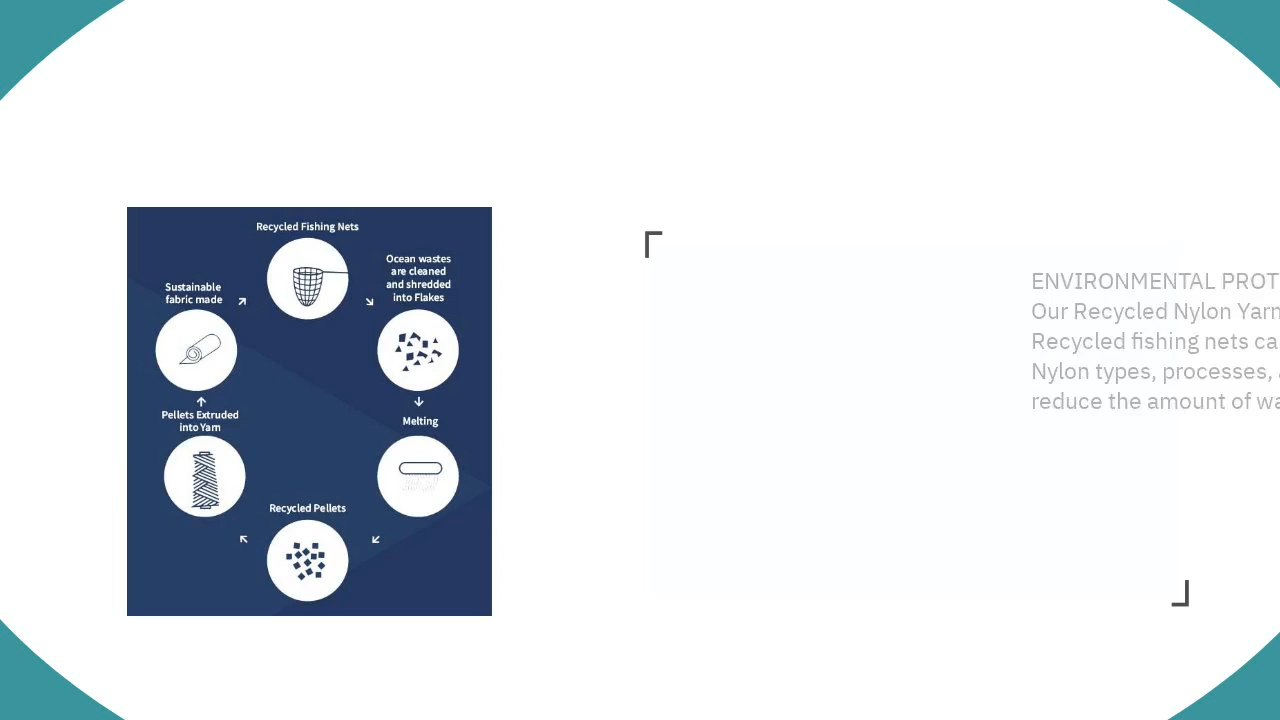 Recycled Fishing Nets
Ocean wastes
are cleaned
and shredded
into Flakes
Melting
Recycled Pellets
Pellets Extruded
into Yarn
Sustainable
fabric made
ENVIRONMENTAL PROT
Our Recycled Nylon Yarn
Recycled fishing nets ca
Nylon types, processes,
reduce the amount of wa